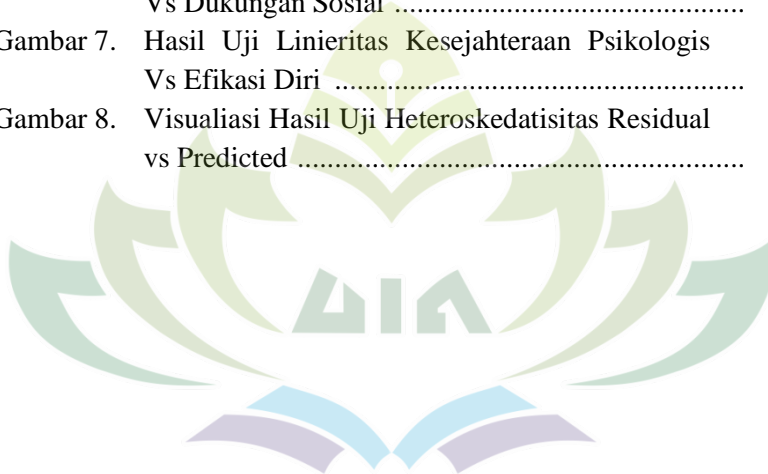 Vs Dukungan Sosial ..................................................
Gambar 7. Hasil Uji Linieritas Kesejahteraan Psikologis
Vs Efikasi Diri ..........................................................
Gambar 8. Visualiasi Hasil Uji Heteroskedatisitas Residual
vs Predicted ...............................................................
UIN